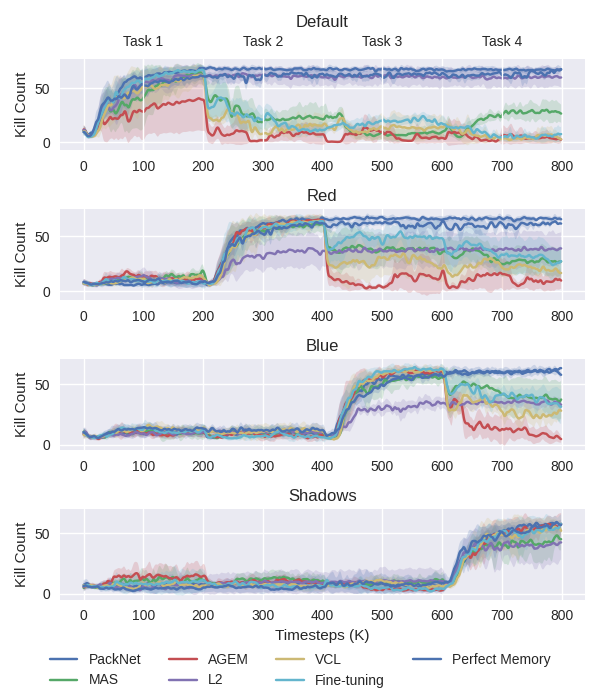 Default
Task 1 Task 2 Task 3 Task 4
Kill Count
50
0
0 100 200 300 400 500 600 700 800
Red
Kill Count
50
0
0 100 200 300 400 500 600 700 800
Blue
Kill Count
50
0
0 100 200 300 400 500 600 700 800
Shadows
Kill Count
50
0
0 100 200 300 400 500 600 700 800
Timesteps (K)
PackNet AGEM VCL Perfect Memory
MAS L2 Fine-tuning